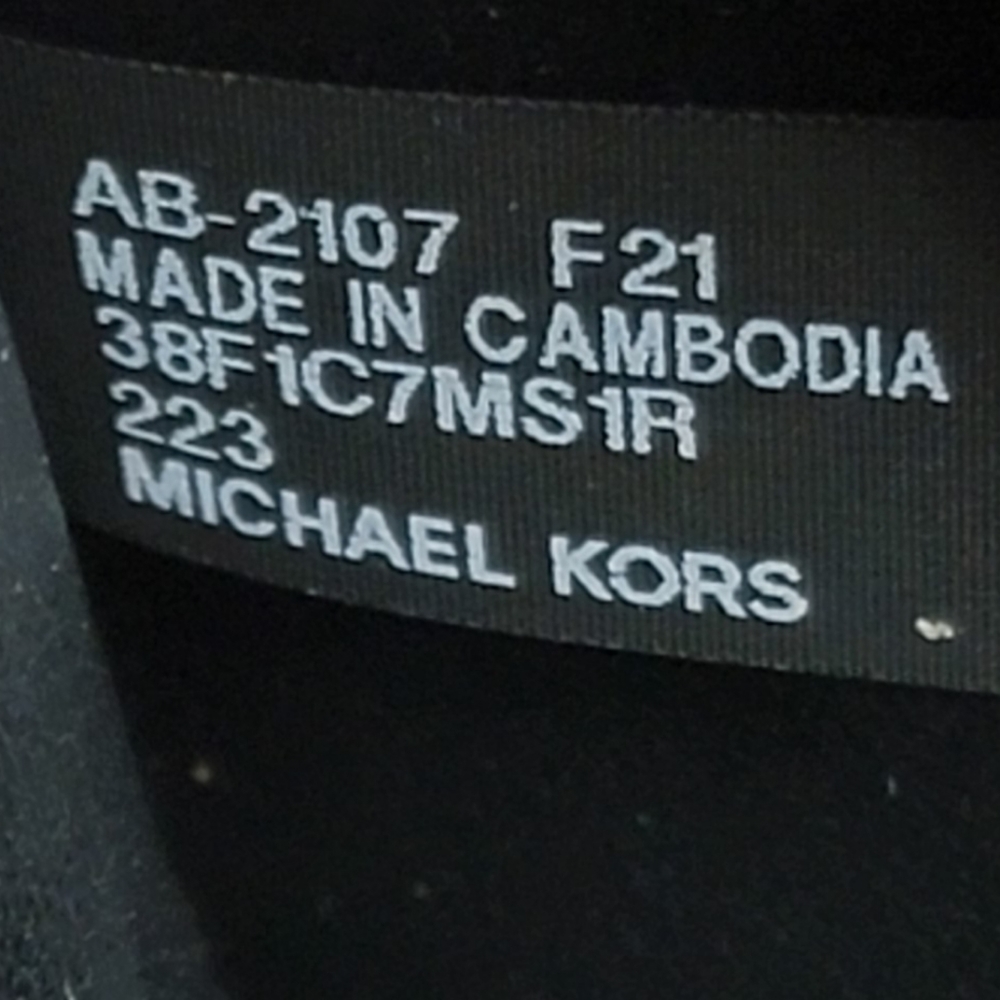 AB-2107 F21
MADE IN CAMBODIA
38F1C7MS1R
223
MICHAEL KORS